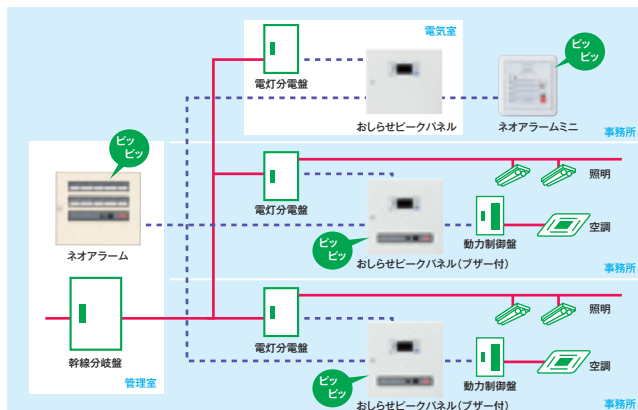 電気室
ピッ
ピッ
電灯分電盤
おしらせピークパネル
ネオアラームミニ
事務所
ピッ
ピッ
ネオアラーム
電灯分電盤
照明
ピッ
ピッ
動力制御盤
空調
おしらせピークパネル(ブザー付)
事務所
幹線分岐盤
管理室
電灯分電盤
照明
ピッ
ピッ
動力制御盤
空調
おしらせピークパネル(ブザー付)
事務所